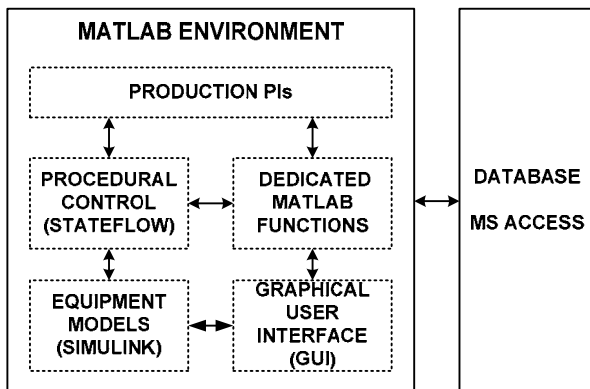 MATLAB ENVIRONMENT
PRODUCTION PIs
PROCEDURAL
CONTROL
(STATEFLOW)
DEDICATED
MATLAB
FUNCTIONS
EQUIPMENT
MODELS
(SIMULINK)
GRAPHICAL
USER
INTERFACE
(GUI)
DATABASE
MS ACCESS